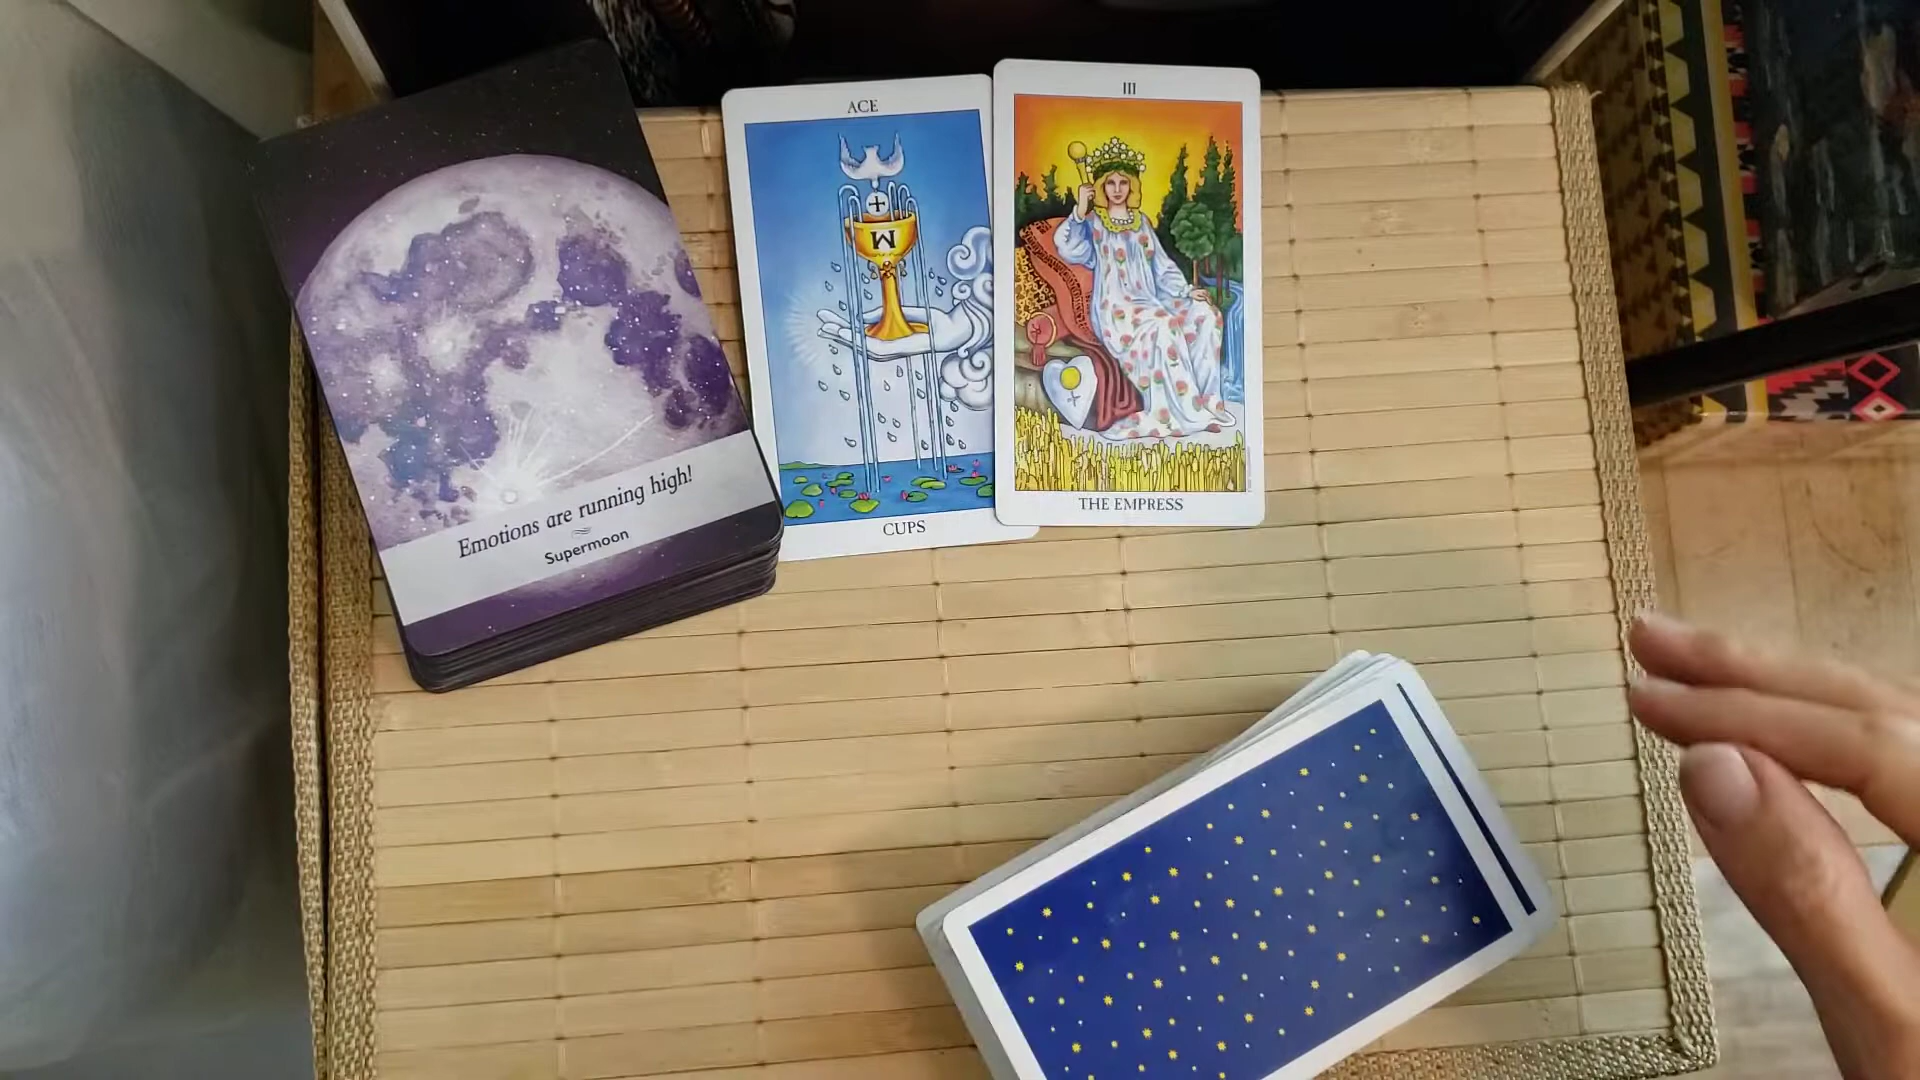 Emotions are running high!
Supermoon
ACE
W
CUPS
III
THE EMPRESS